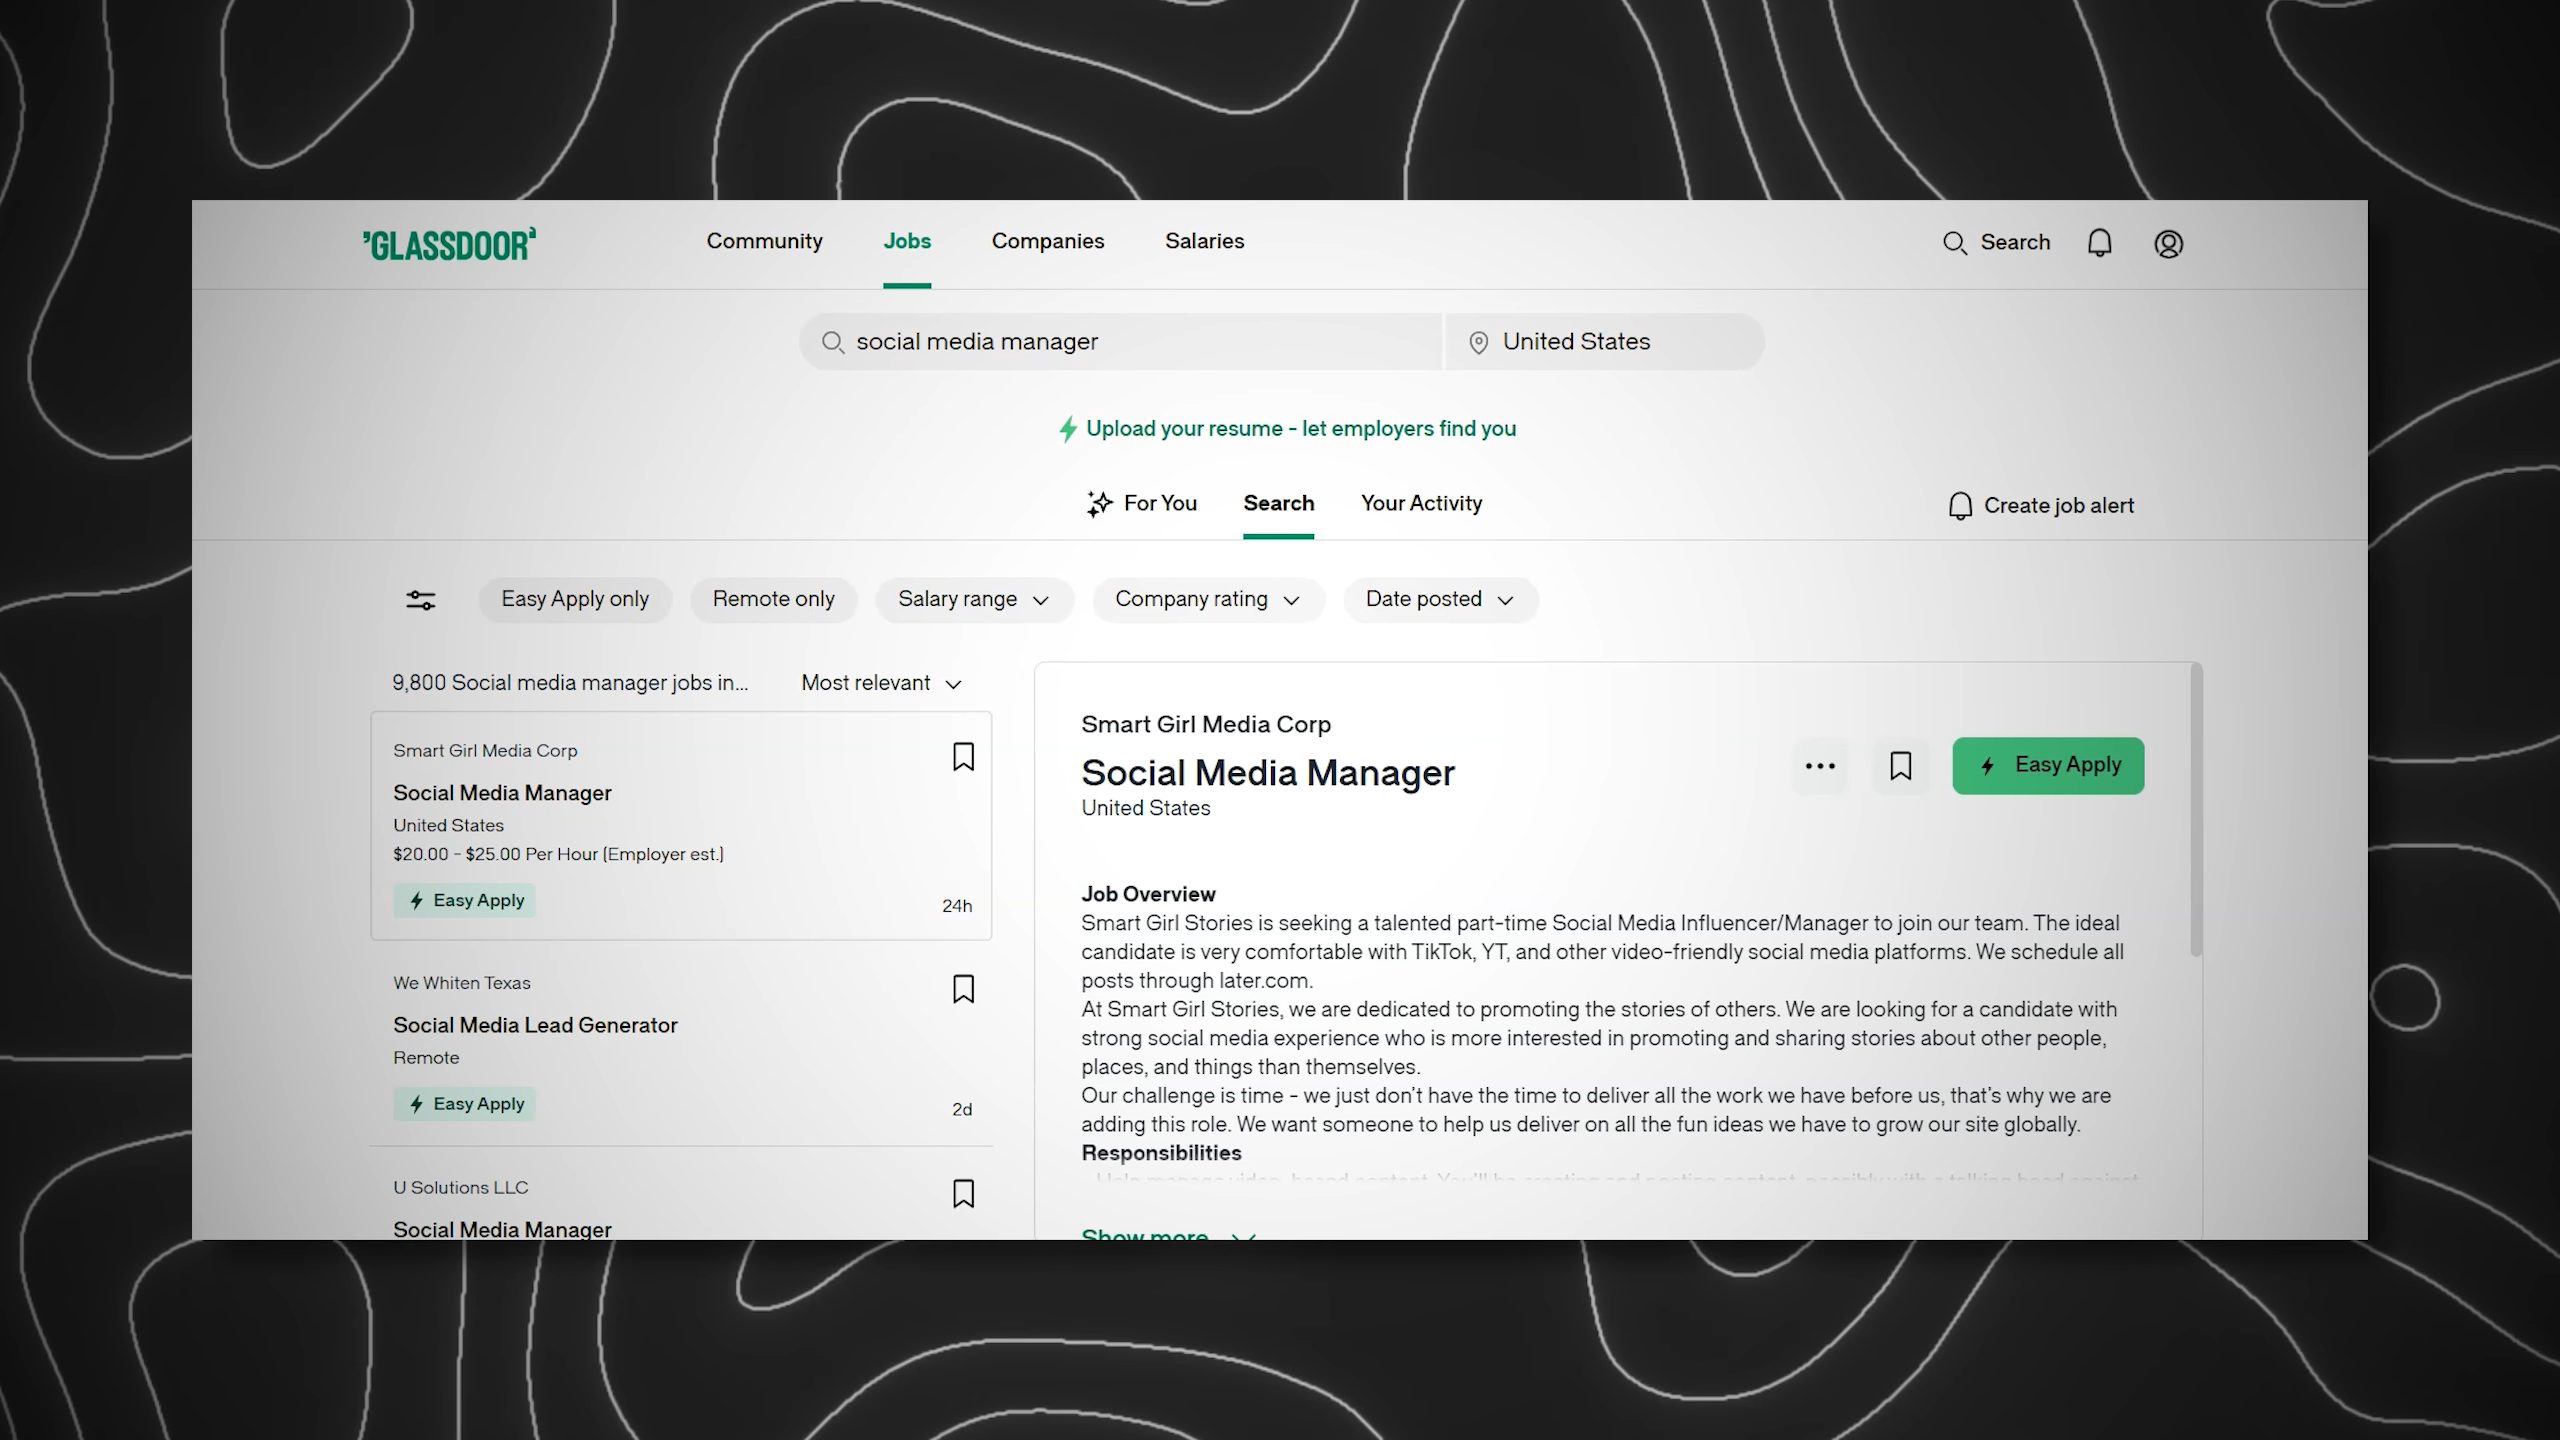 GLASSDOOR
Community
Jobs
Companies
Salaries
Search
social media manager
United States
Upload your resume - let employers find you
For You
Search
Your Activity
Create job alert
Easy Apply only
Remote only
Salary range
Company rating
Date posted
9,800 Social media manager jobs in...
Most relevant
Smart Girl Media Corp
Social Media Manager
United States
$20.00 - $25.00 Per Hour (Employer est.)
Easy Apply
24h
We Whiten Texas
Social Media Lead Generator
Remote
Easy Apply
2d
U Solutions LLC
Social Media Manager
Smart Girl Media Corp
Social Media Manager
United States
Easy Apply
Job Overview
Smart Girl Stories is seeking a talented part-time Social Media Influencer/Manager to join our team. The ideal
candidate is very comfortable with TikTok, YT, and other video-friendly social media platforms. We schedule all
posts through later.com.
At Smart Girl Stories, we are dedicated to promoting the stories of others. We are looking for a candidate with
strong social media experience who is more interested in promoting and sharing stories about other people,
places, and things than themselves.
Our challenge is time - we just don't have the time to deliver all the work we have before us, that's why we are
adding this role. We want someone to help us deliver on all the fun ideas we have to grow our site globally.
Responsibilities
Show more